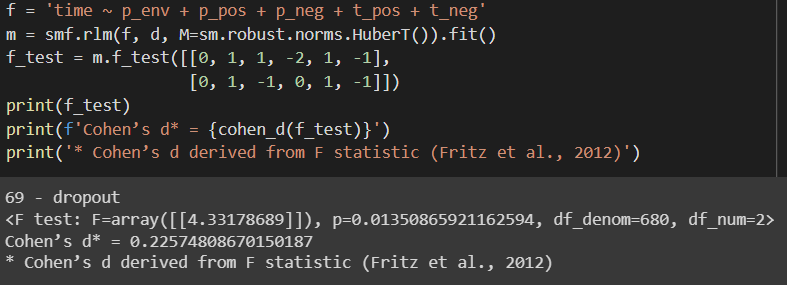 f = 'time ~ p_env + p_pos + p_neg + t_pos + t_neg'
m = smf.rlm(f, d, M=sm.robust.norms.HuberT()).fit()
f_test = m.f_test([[0, 1, 1, -2, 1, -1],
[0, 1, -1, 0, 1, -1]])
print(f_test)
print(f'Cohen’s d* = {cohen_d(f_test)}')
print('* Cohen’s d derived from F statistic (Fritz et al., 2012)')
69 - dropout
<F test: F=array([[4.33178689]]), p=0.01350865921162594, df_denom=680, df_num=2>
Cohen’s d* = 0.22574808670150187
* Cohen’s d derived from F statistic (Fritz et al., 2012)